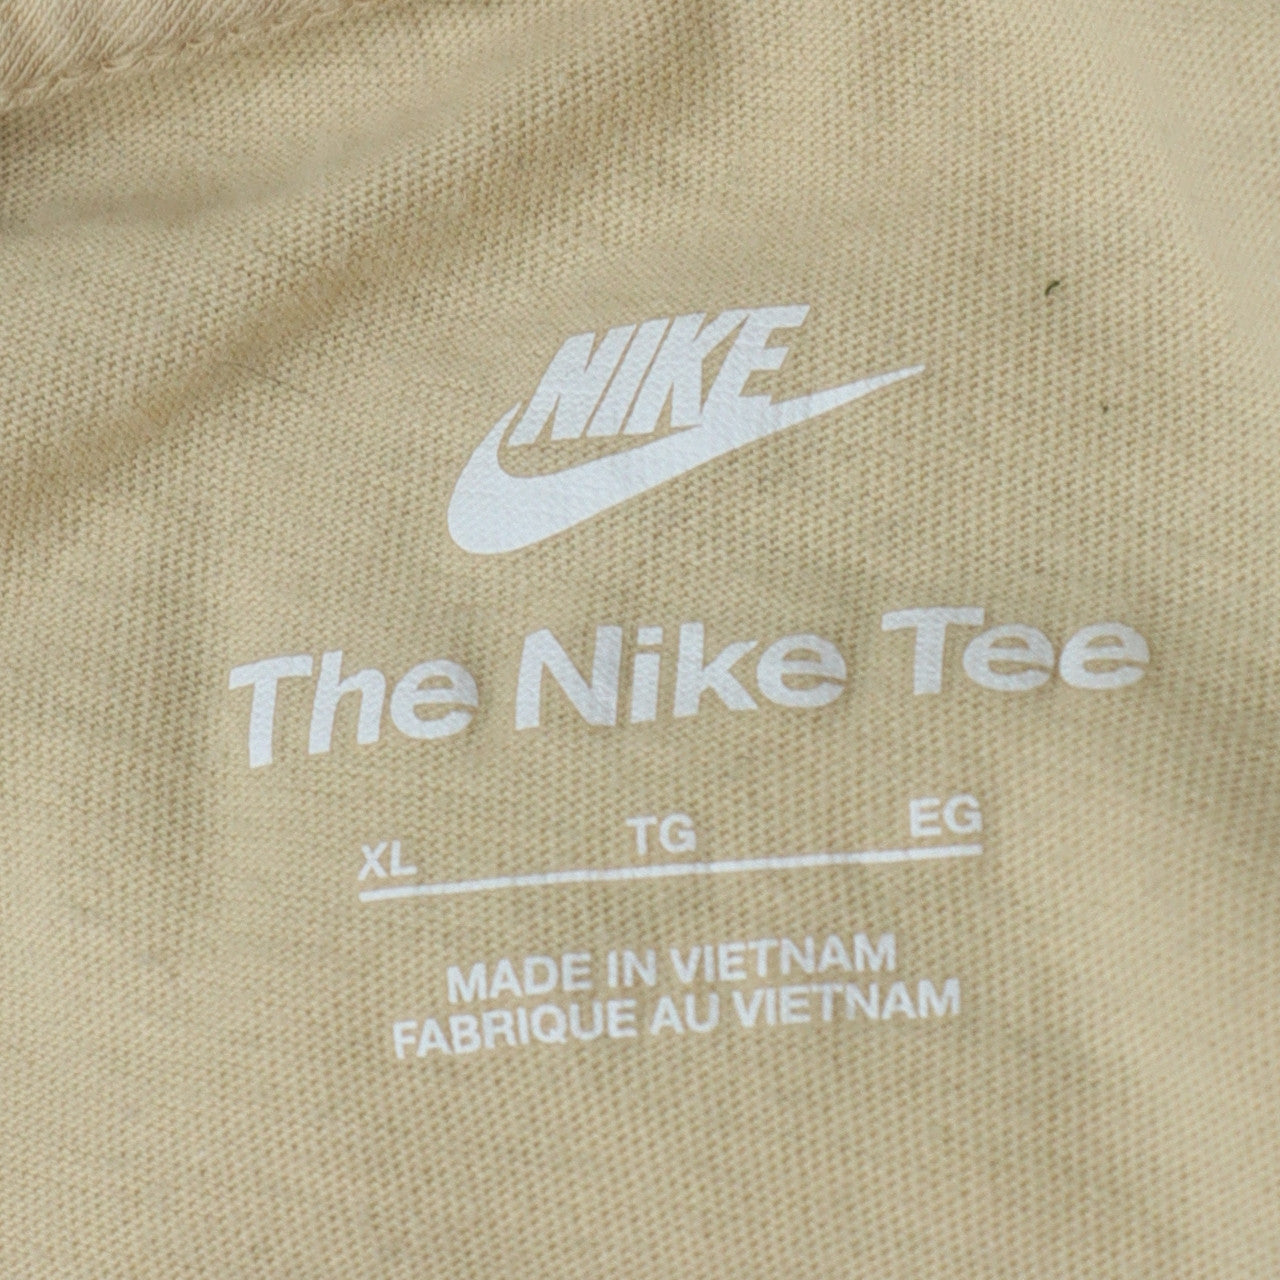 NIKE
The Nike Tee
XL TG EG
MADE IN VIETNAM
FABRIQUE AU VIETNAM